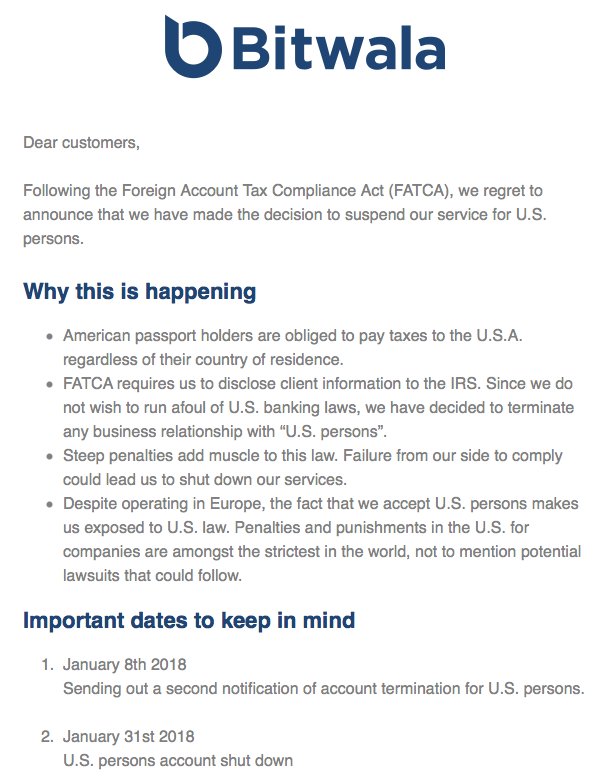 Bitwala
Dear customers,
Following the Foreign Account Tax Compliance Act (FATCA), we regret to
announce that we have made the decision to suspend our service for U.S.
persons.
Why this is happening
• American passport holders are obliged to pay taxes to the U.S.A.
regardless of their country of residence.
• FATCA requires us to disclose client information to the IRS. Since we do
not wish to run afoul of U.S. banking laws, we have decided to terminate
any business relationship with “U.S. persons”.
• Steep penalties add muscle to this law. Failure from our side to comply
could lead us to shut down our services.
• Despite operating in Europe, the fact that we accept U.S. persons makes
us exposed to U.S. law. Penalties and punishments in the U.S. for
companies are amongst the strictest in the world, not to mention potential
lawsuits that could follow.
Important dates to keep in mind
1. January 8th 2018
Sending out a second notification of account termination for U.S. persons.
2. January 31st 2018
U.S. persons account shut down